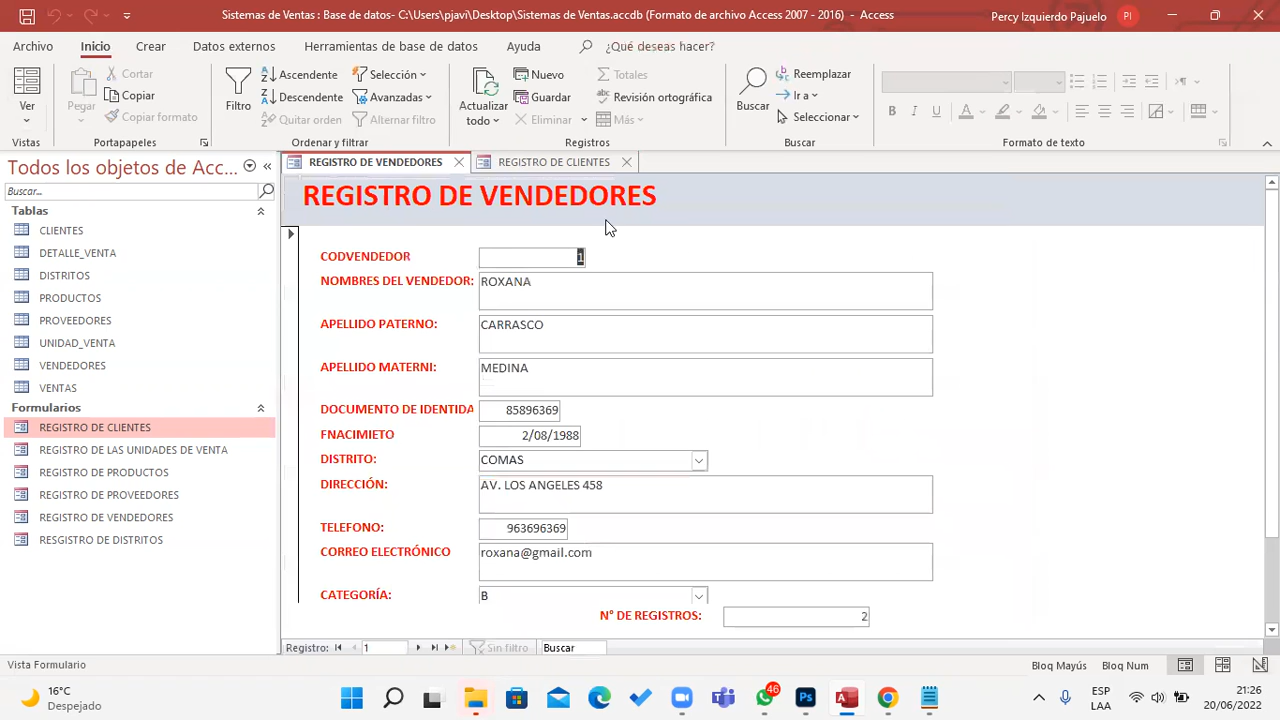 Sistemas de Ventas : Base de datos- C:\Users\pjavi\Desktop\Sistemas de Ventas.accdb (Formato de archivo Access 2007 - 2016) - Access
Percy Izquierdo Pajuelo
PI
Archivo
Inicio
Crear
Datos externos
Herramientas de base de datos
Ayuda
¿Qué deseas hacer?
Ver
Vistas
Pegar
Cortar
Copiar
Copiar formato
Portapapeles
Filtro
Ascendente
Descendente
Quitar orden
Selección
Avanzadas
Alternar filtro
Ordenar y filtrar
Actualizar todo
Nuevo
Guardar
Eliminar
Totales
Revisión ortográfica
Más
Registros
Buscar
Reemplazar
Ir a
Seleccionar
Buscar
N K S
A
Formato de texto
Todos los objetos de Acc...
Buscar...
Tablas
CLIENTES
DETALLE_VENTA
DISTRITOS
PRODUCTOS
PROVEEDORES
UNIDAD_VENTA
VENDEDORES
VENTAS
Formularios
REGISTRO DE CLIENTES
REGISTRO DE LAS UNIDADES DE VENTA
REGISTRO DE PRODUCTOS
REGISTRO DE PROVEEDORES
REGISTRO DE VENDEDORES
RESGISTRO DE DISTRITOS
REGISTRO DE VENDEDORES
REGISTRO DE CLIENTES
REGISTRO DE VENDEDORES
CODVENDEDOR 1
NOMBRES DEL VENDEDOR: ROXANA
APELLIDO PATERNO: CARRASCO
APELLIDO MATERNI: MEDINA
DOCUMENTO DE IDENTIDA 85896369
FNACIMIETO 2/08/1988
DISTRITO: COMAS
DIRECCIÓN: AV. LOS ANGELES 458
TELEFONO: 963696369
CORREO ELECTRÓNICO roxana@gmail.com
CATEGORÍA: B
N° DE REGISTROS: 2
Registro: 1 Sin filtro Buscar
Vista Formulario
Bloq Mayús Bloq Num
16°C
Despejado
46
ESP
LAA
21:26
20/06/2022